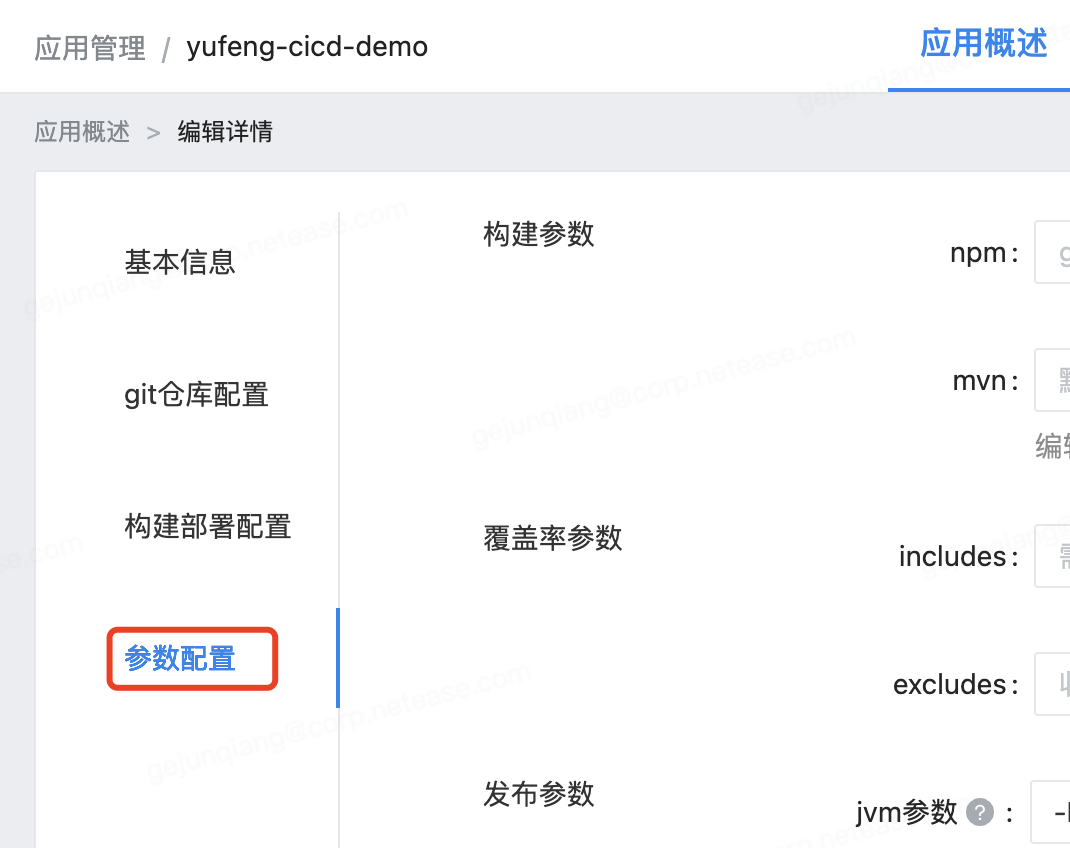 应用管理 / yufeng-cicd-demo
应用概述
应用概述 > 编辑详情
基本信息
git仓库配置
构建部署配置
参数配置
构建参数
npm :
g
mvn :
默
编辑
覆盖率参数
includes :
需
excludes :
发布参数
jvm参数 ? :
gejunqiang@corp.netease.com
gejunqiang@corp.netease.com
gejunqiang@corp.netease.com